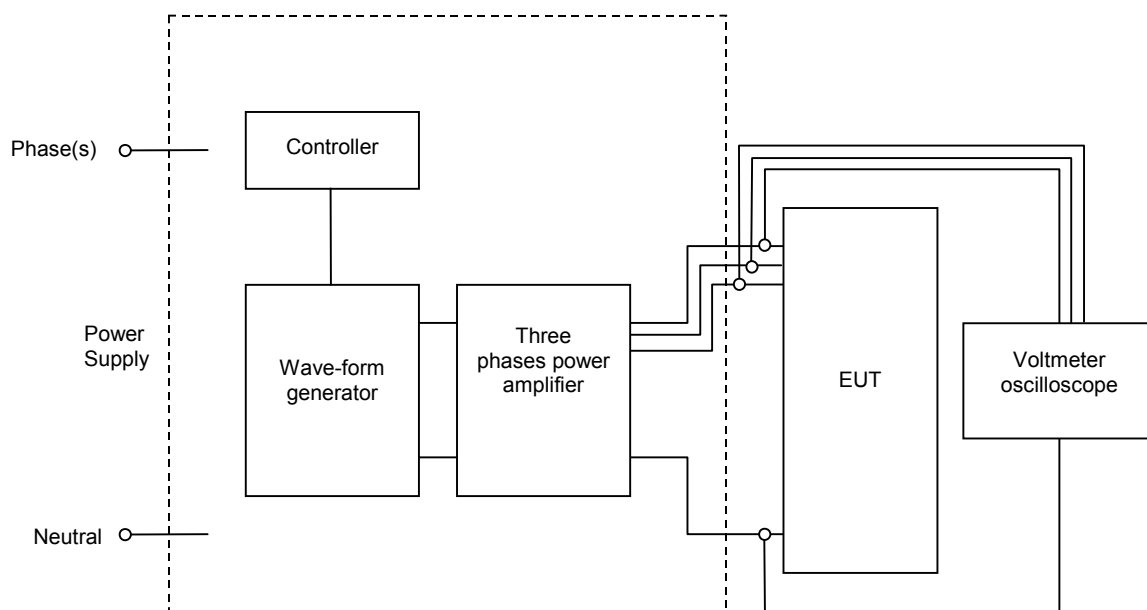 Phase(s)
Controller
Power
Supply
Wave-form
generator
Three
phases power
amplifier
EUT
Voltmeter
oscilloscope
Neutral